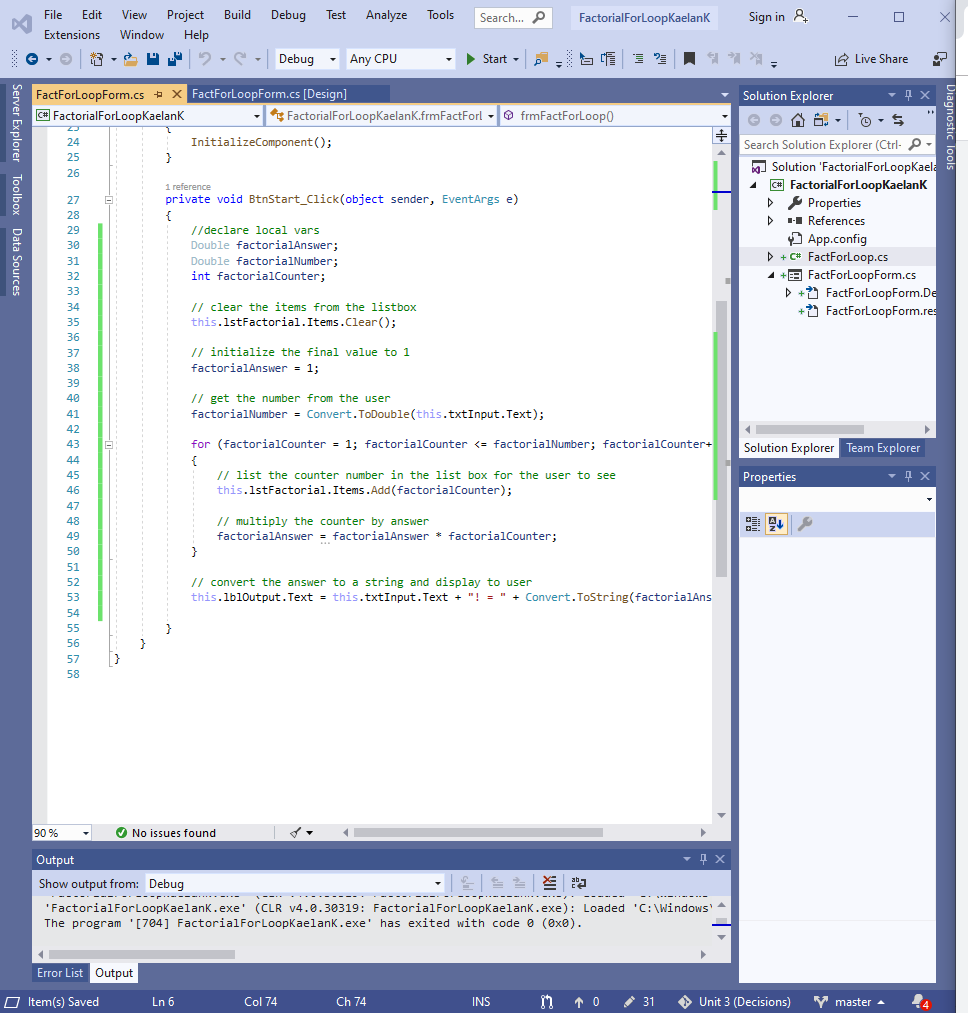 File Edit View Project Build Debug Test Analyze Tools Search... FactorialForLoopKaelanK Sign in
Extensions Window Help
Debug Any CPU Start Live Share
Server Explorer
Toolbox
Data Sources
FactForLoopForm.cs FactForLoopForm.cs [Design]
C# FactorialForLoopKaelanK FactorialForLoopKaelanK.frmFactForl frmFactForLoop()
23 {
24 InitializeComponent();
25 }
26
1 reference
27 private void BtnStart_Click(object sender, EventArgs e)
28 {
29 //declare local vars
30 Double factorialAnswer;
31 Double factorialNumber;
32 int factorialCounter;
33
34 // clear the items from the listbox
35 this.lstFactorial.Items.Clear();
36
37 // initialize the final value to 1
38 factorialAnswer = 1;
39
40 // get the number from the user
41 factorialNumber = Convert.ToDouble(this.txtInput.Text);
42
43 for (factorialCounter = 1; factorialCounter <= factorialNumber; factorialCounter+
44 {
45 // list the counter number in the list box for the user to see
46 this.lstFactorial.Items.Add(factorialCounter);
47
48 // multiply the counter by answer
49 factorialAnswer = factorialAnswer * factorialCounter;
50 }
51
52 // convert the answer to a string and display to user
53 this.lblOutput.Text = this.txtInput.Text + "! = " + Convert.ToString(factorialAns
54
55 }
56 }
57 }
58
90 % No issues found
Output
Show output from: Debug
'FactorialForLoopKaelanK.exe' (CLR v4.0.30319: FactorialForLoopKaelanK.exe): Loaded 'C:\Windows\
The program '[704] FactorialForLoopKaelanK.exe' has exited with code 0 (0x0).
Error List Output
Solution Explorer
Search Solution Explorer (Ctrl-
Solution 'FactorialForLoopKaela
C# FactorialForLoopKaelanK
Properties
References
App.config
C# FactForLoop.cs
FactForLoopForm.cs
FactForLoopForm.De
FactForLoopForm.res
Solution Explorer Team Explorer
Properties
Diagnostic Tools
Item(s) Saved Ln 6 Col 74 Ch 74 INS 0 31 Unit 3 (Decisions) master 4